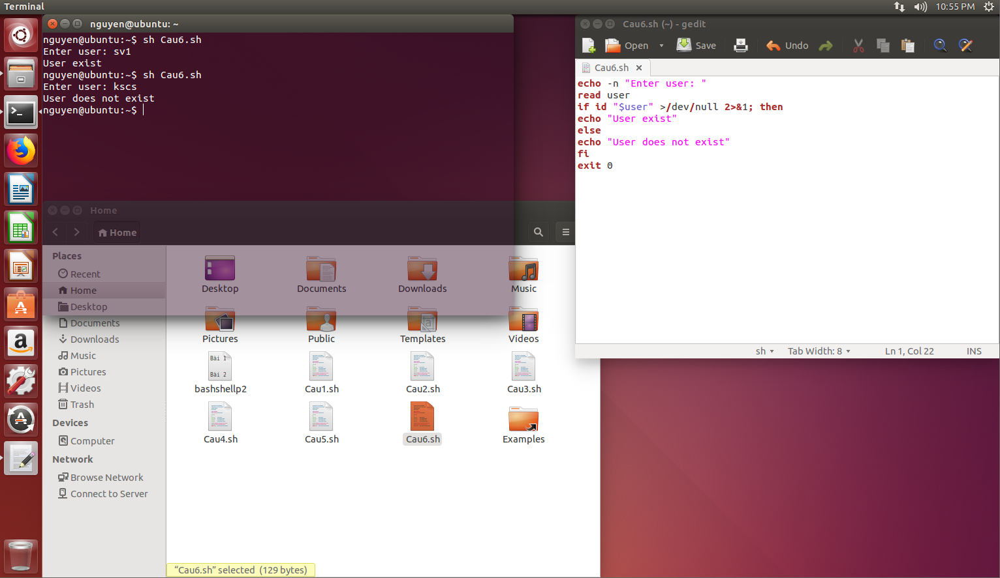 Terminal
10:55 PM
nguyen@ubuntu: ~
nguyen@ubuntu:~$ sh Cau6.sh
Enter user: sv1
User exist
nguyen@ubuntu:~$ sh Cau6.sh
Enter user: kscs
User does not exist
nguyen@ubuntu:~$
Cau6.sh (~) - gedit
Open
Save
Undo
Cau6.sh
echo -n "Enter user: "
read user
if id "$user" >/dev/null 2>&1; then
echo "User exist"
else
echo "User does not exist"
fi
exit 0
sh
Tab Width: 8
Ln 1, Col 22
INS
Home
Home
Places
Recent
Home
Desktop
Documents
Downloads
Music
Pictures
Videos
Trash
Devices
Computer
Network
Browse Network
Connect to Server
Desktop
Documents
Downloads
Music
Pictures
Public
Templates
Videos
Bài 1
Bài 2
bashshellp2
Cau1.sh
Cau2.sh
Cau3.sh
Cau4.sh
Cau5.sh
Cau6.sh
Examples
“Cau6.sh” selected (129 bytes)